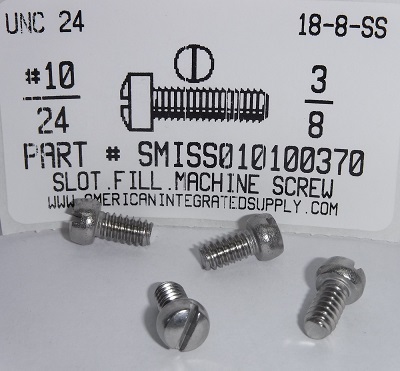 UNC 24 18-8-SS
#10 3
24 8
PART # SMISS010100370
SLOT.FILL.MACHINE SCREW
WWW.AMERICANINTEGRATEDSUPPLY.COM